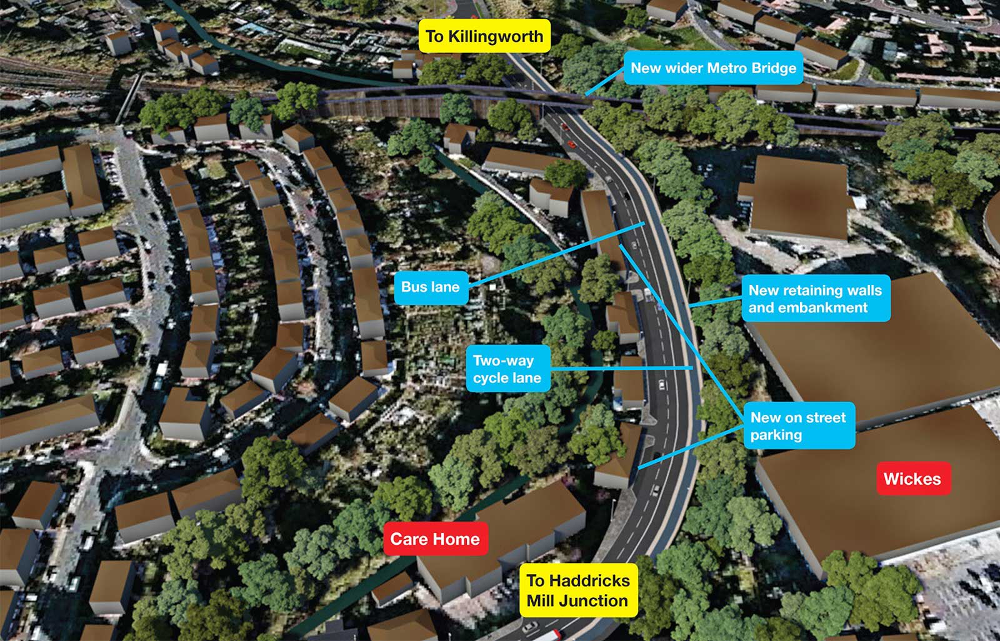 To Killingworth
New wider Metro Bridge
Bus lane
New retaining walls
and embankment
Two-way
cycle lane
New on street
parking
Wickes
Care Home
To Haddricks
Mill Junction